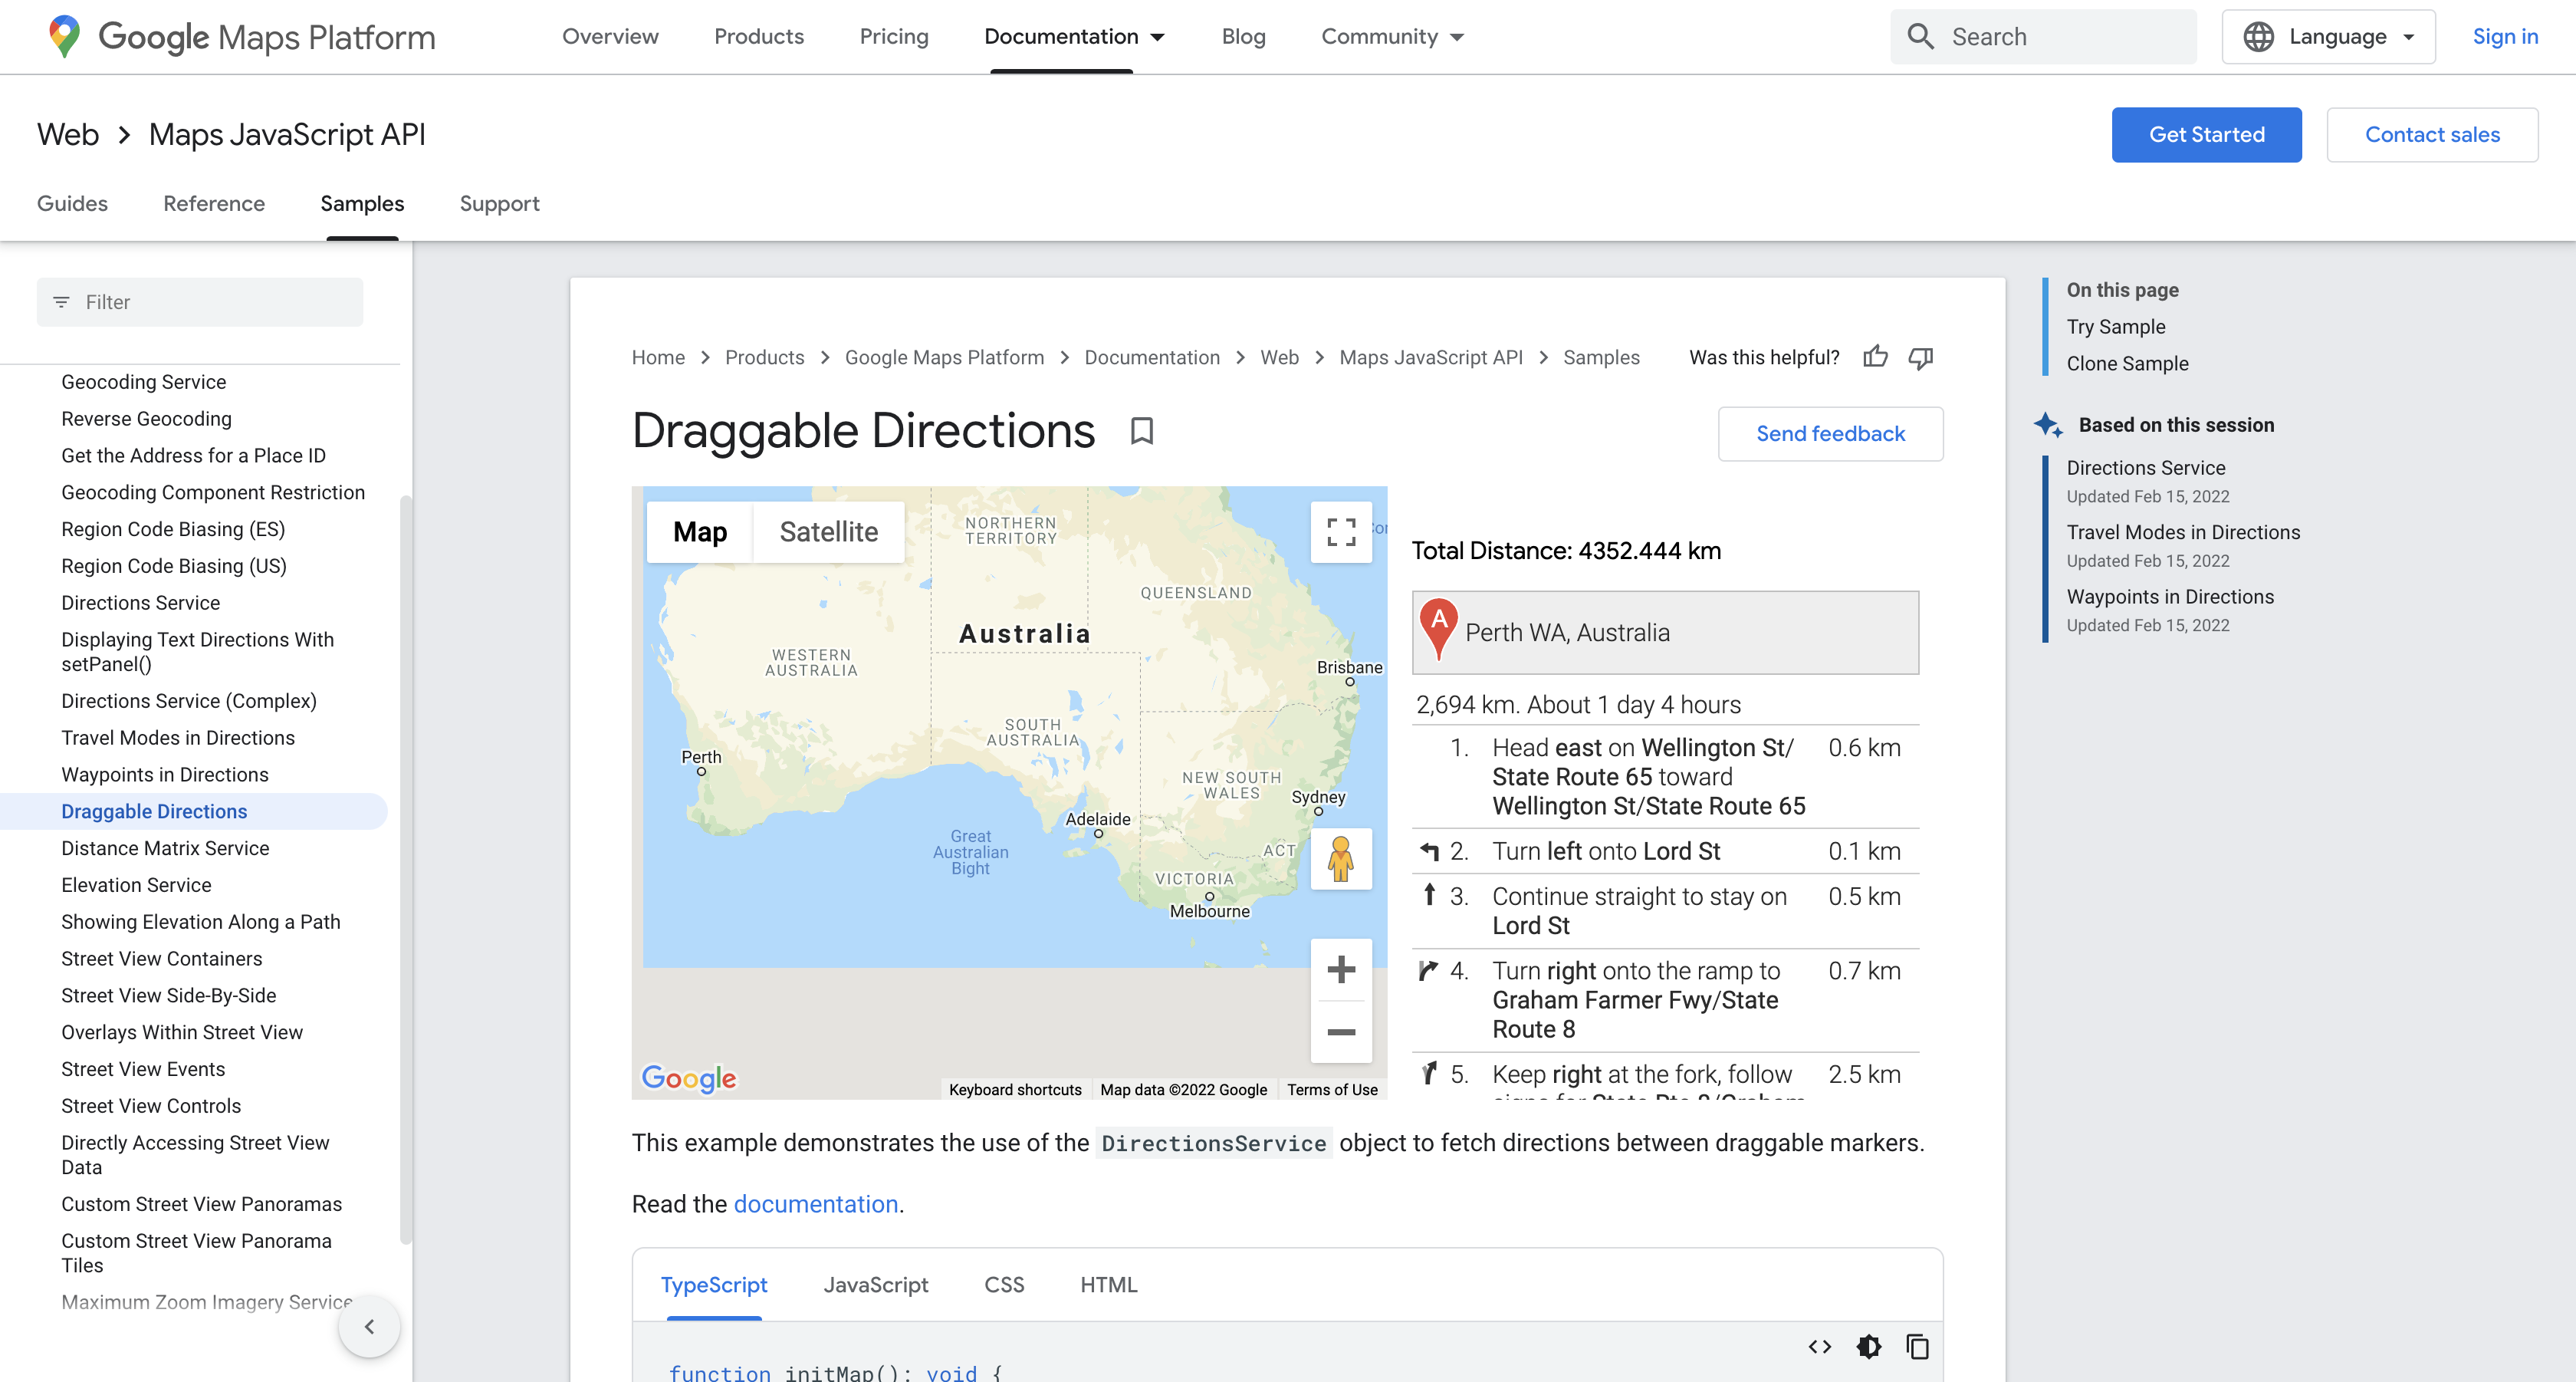 Google Maps Platform
Overview
Products
Pricing
Documentation
Blog
Community
Search
Language
Sign in
Web
Maps JavaScript API
Get Started
Contact sales
Guides
Reference
Samples
Support
Filter
Geocoding Service
Reverse Geocoding
Get the Address for a Place ID
Geocoding Component Restriction
Region Code Biasing (ES)
Region Code Biasing (US)
Directions Service
Displaying Text Directions With
setPanel()
Directions Service (Complex)
Travel Modes in Directions
Waypoints in Directions
Draggable Directions
Distance Matrix Service
Elevation Service
Showing Elevation Along a Path
Street View Containers
Street View Side-By-Side
Overlays Within Street View
Street View Events
Street View Controls
Directly Accessing Street View
Data
Custom Street View Panoramas
Custom Street View Panorama
Tiles
Maximum Zoom Imagery Service
Home
Products
Google Maps Platform
Documentation
Web
Maps JavaScript API
Samples
Was this helpful?
Draggable Directions
Send feedback
Map
Satellite
NORTHERN
TERRITORY
QUEENSLAND
Australia
WESTERN
AUSTRALIA
Brisbane
SOUTH
AUSTRALIA
Perth
NEW SOUTH
WALES
Sydney
Adelaide
Great
Australian
Bight
ACT
VICTORIA
Melbourne
Google
Keyboard shortcuts
Map data ©2022 Google
Terms of Use
Total Distance: 4352.444 km
A
Perth WA, Australia
2,694 km. About 1 day 4 hours
1. Head east on Wellington St/ 0.6 km
State Route 65 toward
Wellington St/State Route 65
2. Turn left onto Lord St 0.1 km
3. Continue straight to stay on 0.5 km
Lord St
4. Turn right onto the ramp to 0.7 km
Graham Farmer Fwy/State
Route 8
5. Keep right at the fork, follow 2.5 km
This example demonstrates the use of the DirectionsService object to fetch directions between draggable markers.
Read the documentation.
TypeScript
JavaScript
CSS
HTML
function initMap(): void {
On this page
Try Sample
Clone Sample
Based on this session
Directions Service
Updated Feb 15, 2022
Travel Modes in Directions
Updated Feb 15, 2022
Waypoints in Directions
Updated Feb 15, 2022